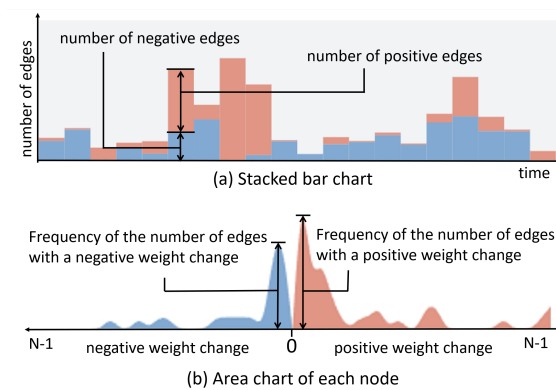 number of edges
number of negative edges
number of positive edges
time
(a) Stacked bar chart
Frequency of the number of edges
with a negative weight change
Frequency of the number of edges
with a positive weight change
N-1
negative weight change
0
positive weight change
N-1
(b) Area chart of each node